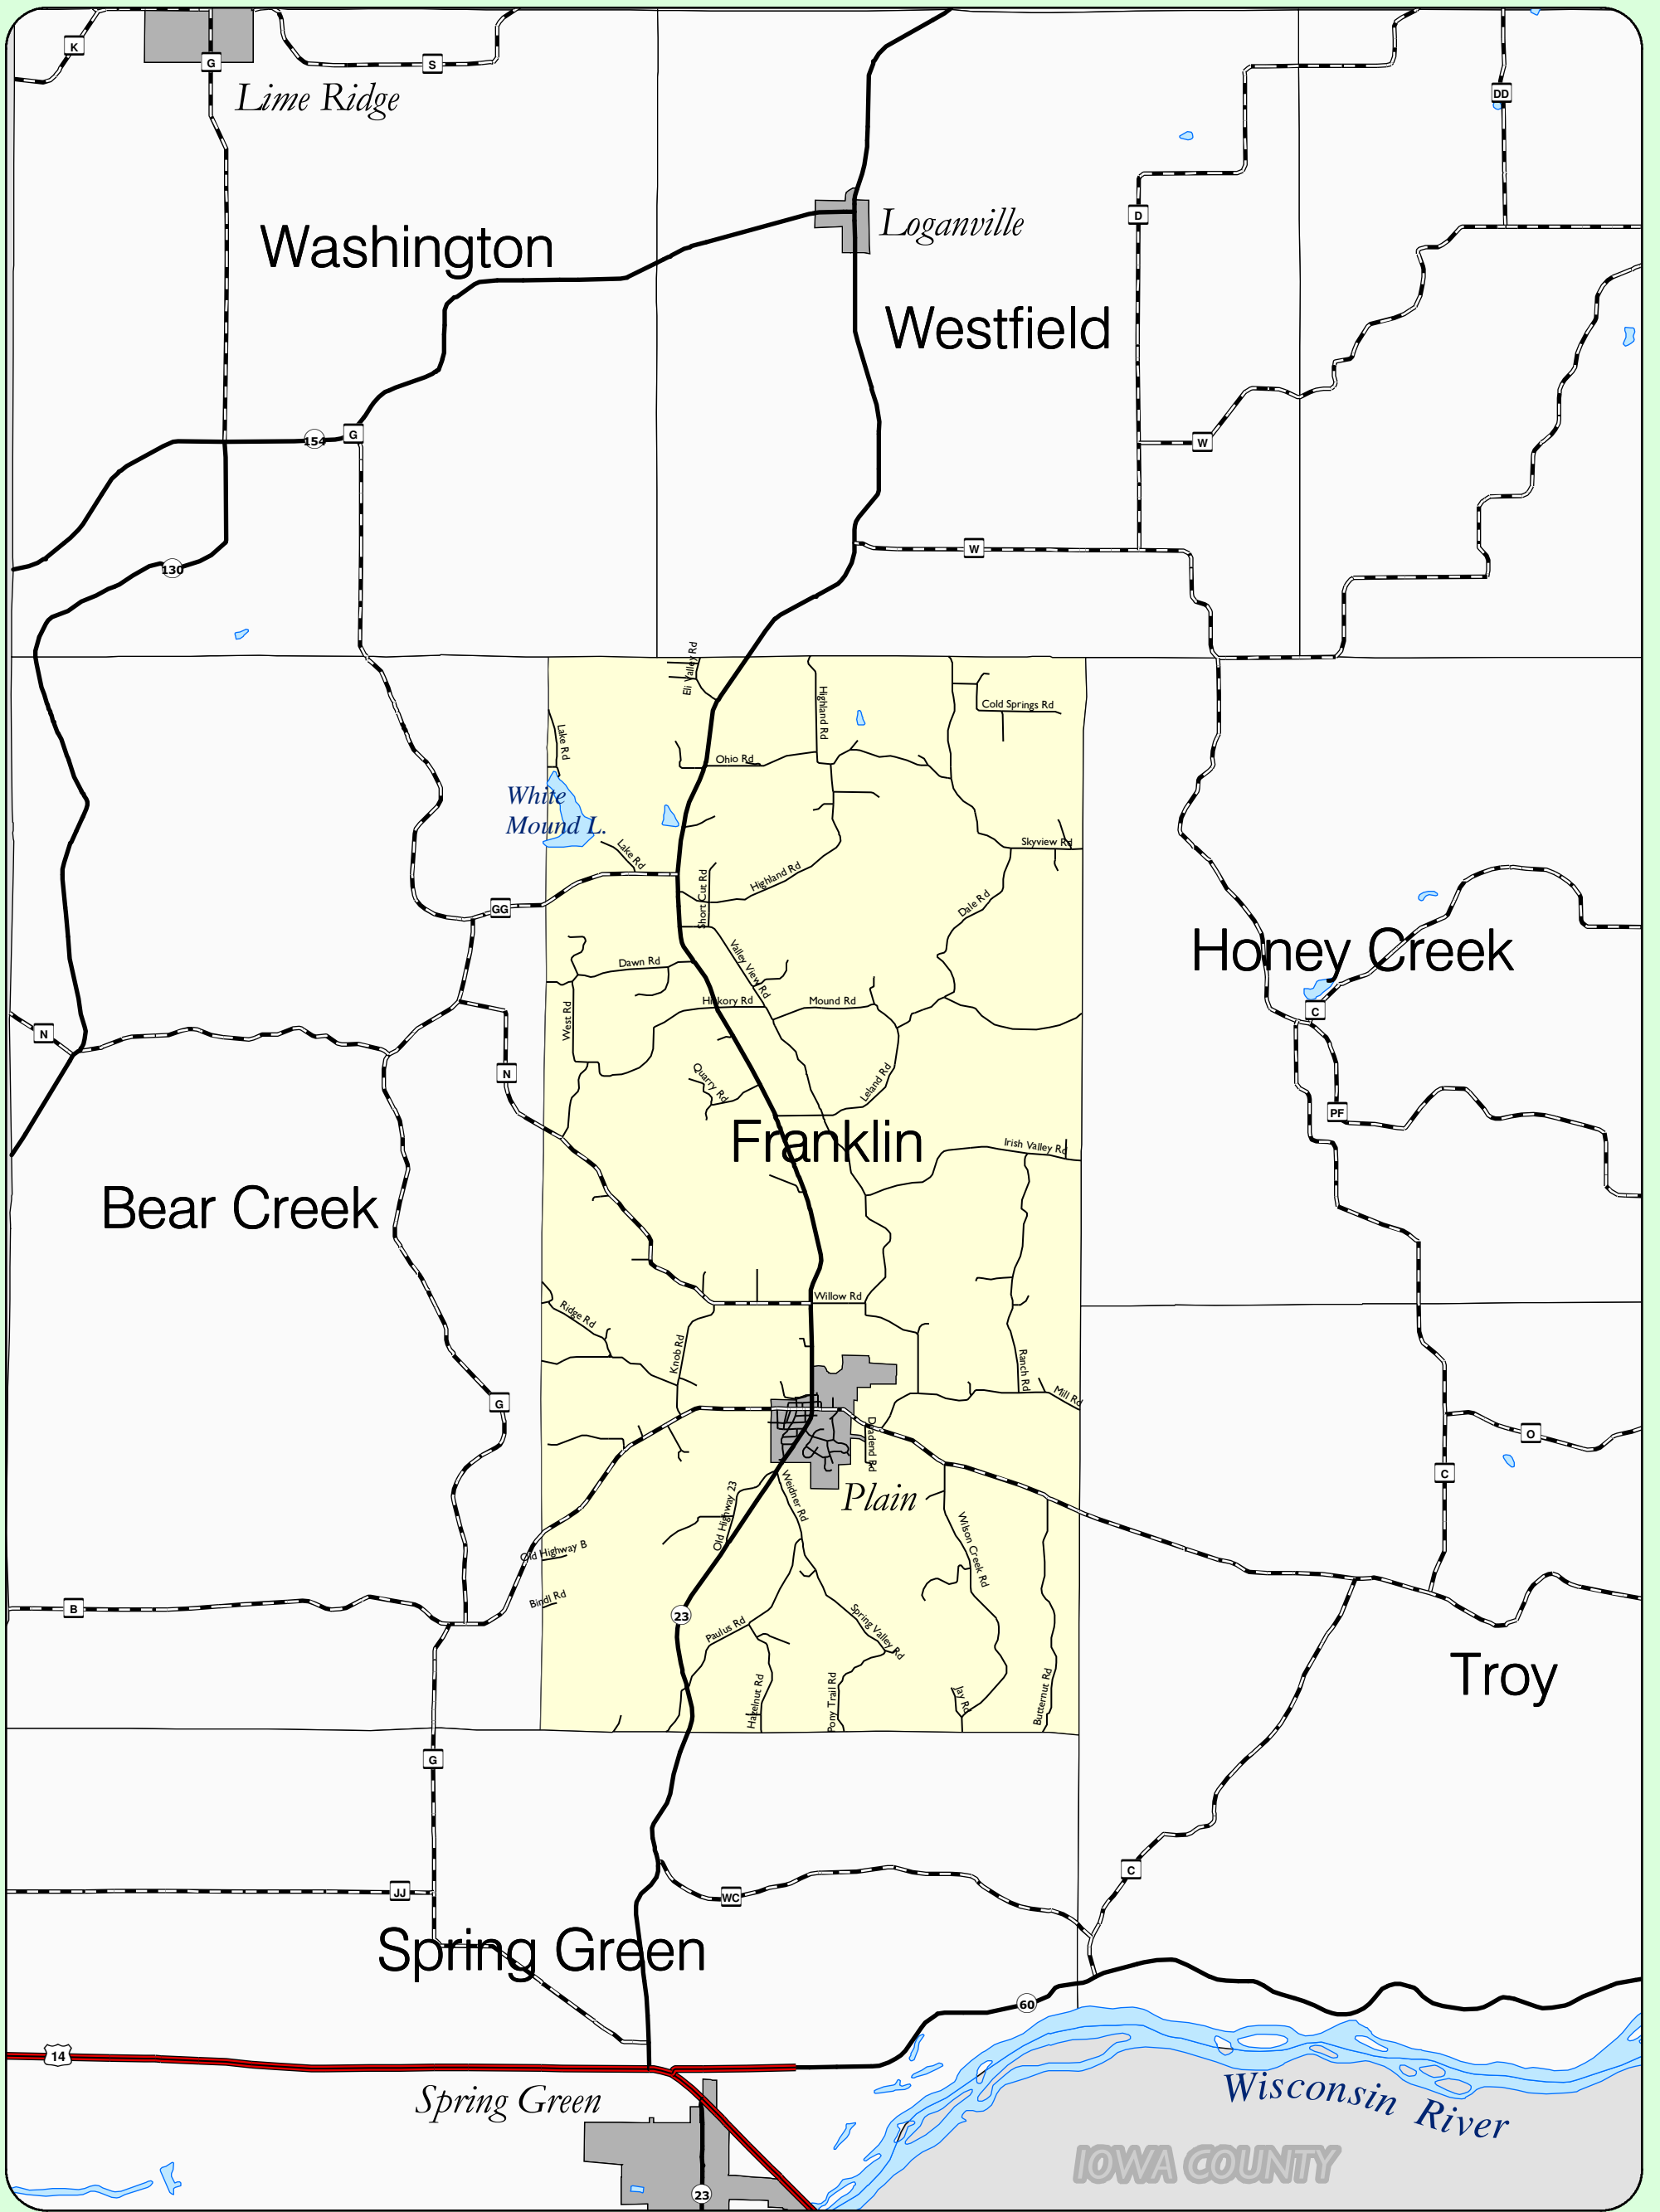 K
G
S
DD
Lime Ridge
Loganville
D
Washington
Westfield
154
G
W
130
W
Eli Valley Rd
Highland Rd
Cold Springs Rd
Lake Rd
Ohio Rd
White
Mound L.
Skyview Rd
Lake Rd
Short Cut Rd
Highland Rd
GG
Dale Rd
Honey Creek
Valley View Rd
Dawn Rd
Hickory Rd
Mound Rd
C
West Rd
N
N
Quarry Rd
Leland Rd
PF
Franklin
Irish Valley Rd
Bear Creek
Willow Rd
Ridge Rd
Knob Rd
Ranch Rd
Mill Rd
G
Deadend Rd
O
C
Plain
Weidner Rd
Old Highway 23
Wilson Creek Rd
Old Highway B
Bindl Rd
B
23
Paulus Rd
Spring Valley Rd
Troy
Hazelnut Rd
Pony Trail Rd
Jay Rd
Butternut Rd
G
C
JJ
WC
Spring Green
60
14
Spring Green
Wisconsin River
IOWA COUNTY
23